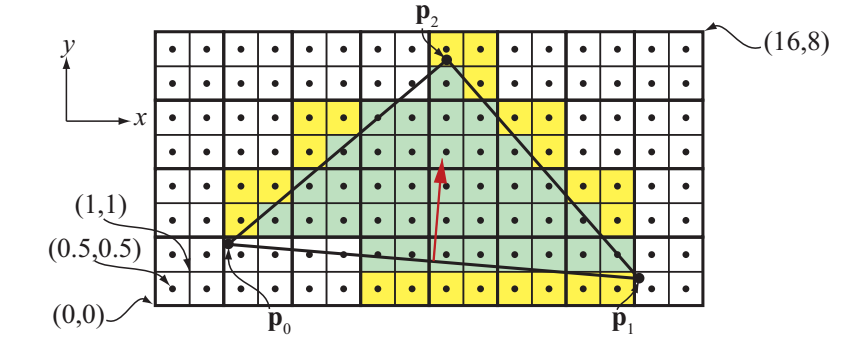 p₂
(16,8)
y
x
(1,1)
(0.5,0.5)
(0,0)
p₀
p₁